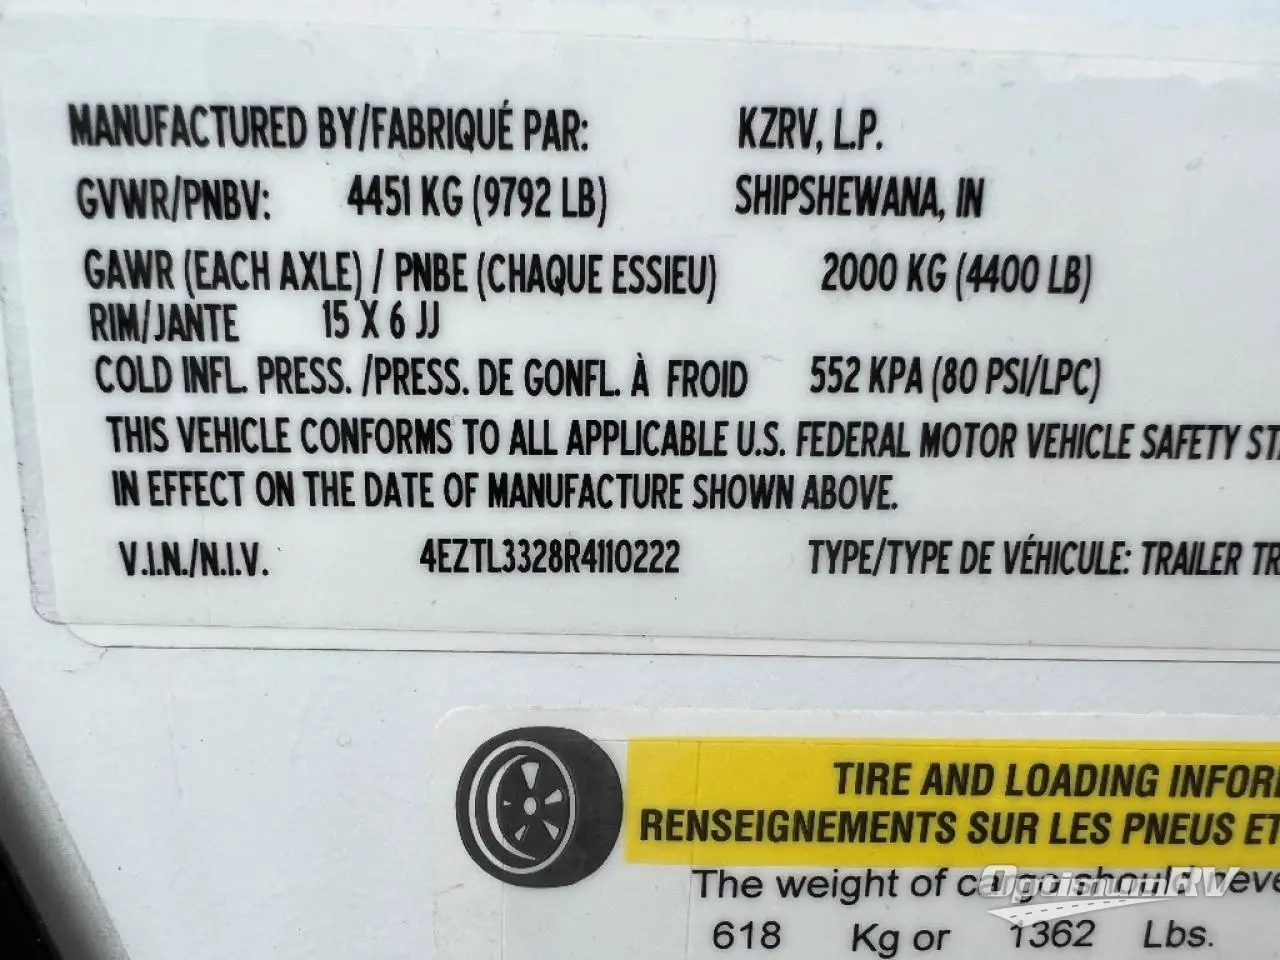 MANUFACTURED BY/FABRIQUÉ PAR: KZRV, L.P.
GVWR/PNBV: 4451 KG (9792 LB) SHIPSHEWANA, IN
GAWR (EACH AXLE) / PNBE (CHAQUE ESSIEU) 2000 KG (4400 LB)
RIM/JANTE 15 X 6 JJ
COLD INFL. PRESS. /PRESS. DE GONFL. À FROID 552 KPA (80 PSI/LPC)
THIS VEHICLE CONFORMS TO ALL APPLICABLE U.S. FEDERAL MOTOR VEHICLE SAFETY
IN EFFECT ON THE DATE OF MANUFACTURE SHOWN ABOVE.
V.I.N./N.I.V. 4EZTL3328R4110222 TYPE/TYPE DE VÉHICULE: TRAILER
TIRE AND LOADING
RENSEIGNEMENTS SUR LES PNEUS ET
The weight of cargo should
ParisRV
618 Kg or 1362 Lbs.